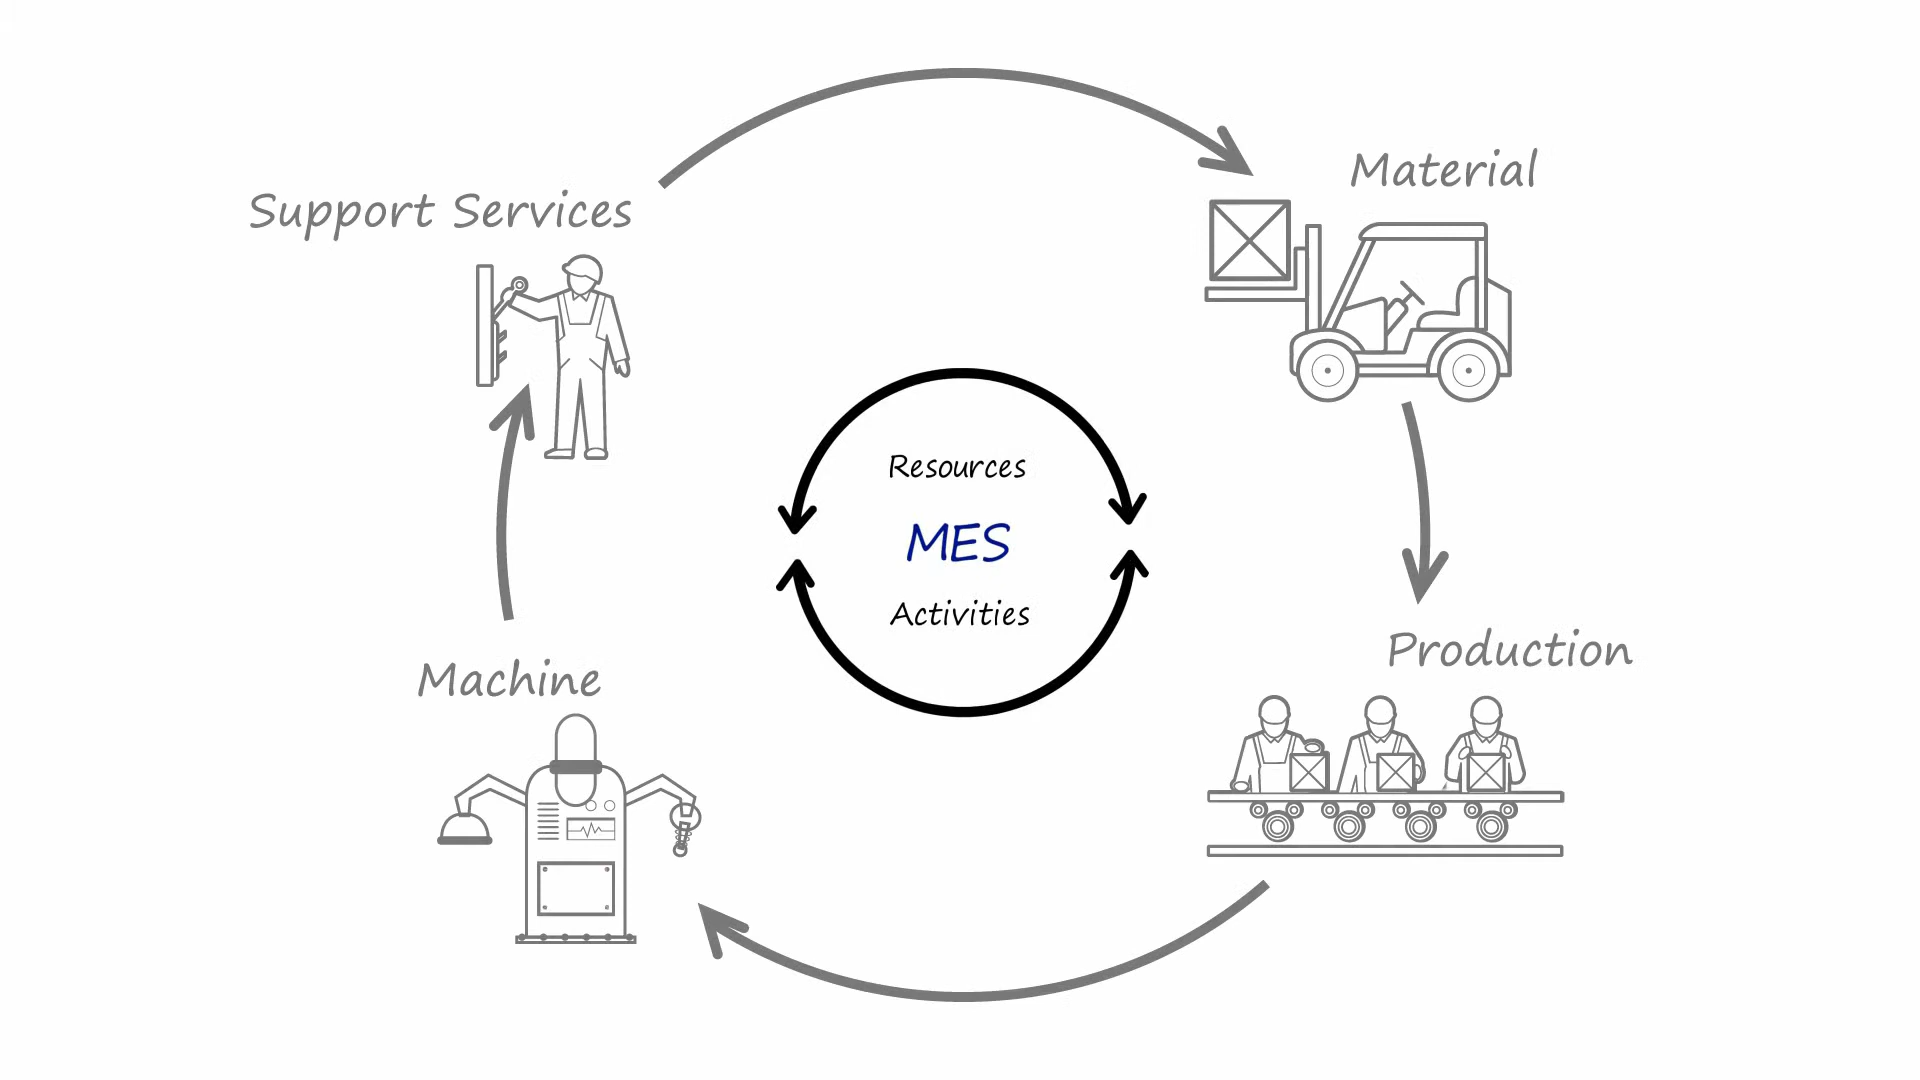 Material
Support Services
Resources
MES
Activities
Production
Machine